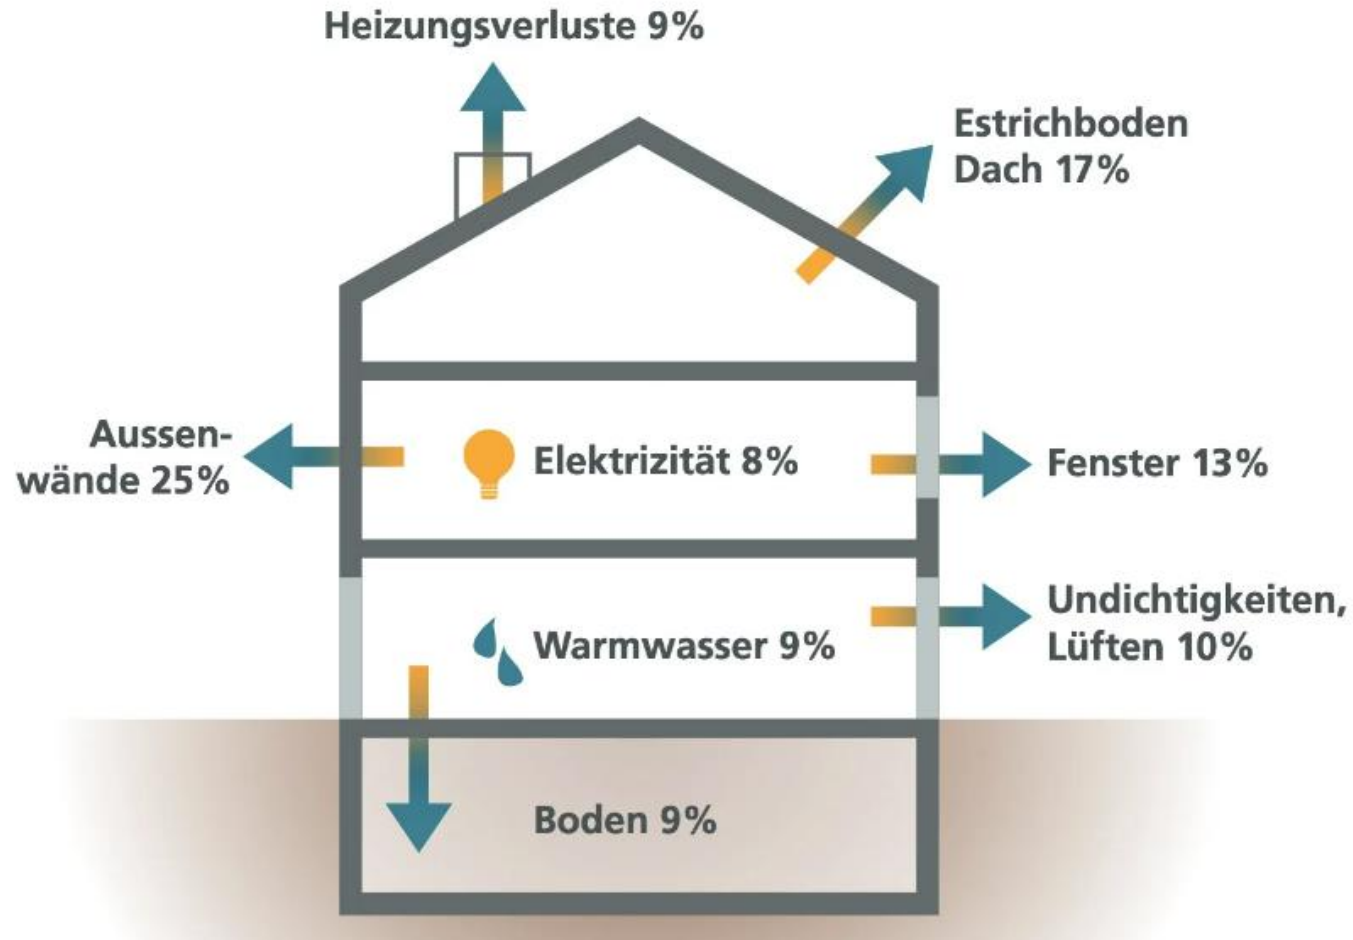 Heizungsverluste 9%
Estrichboden
Dach 17%
Aussen-
wände 25%
Elektrizität 8%
Fenster 13%
Undichtigkeiten,
Lüften 10%
Warmwasser 9%
Boden 9%